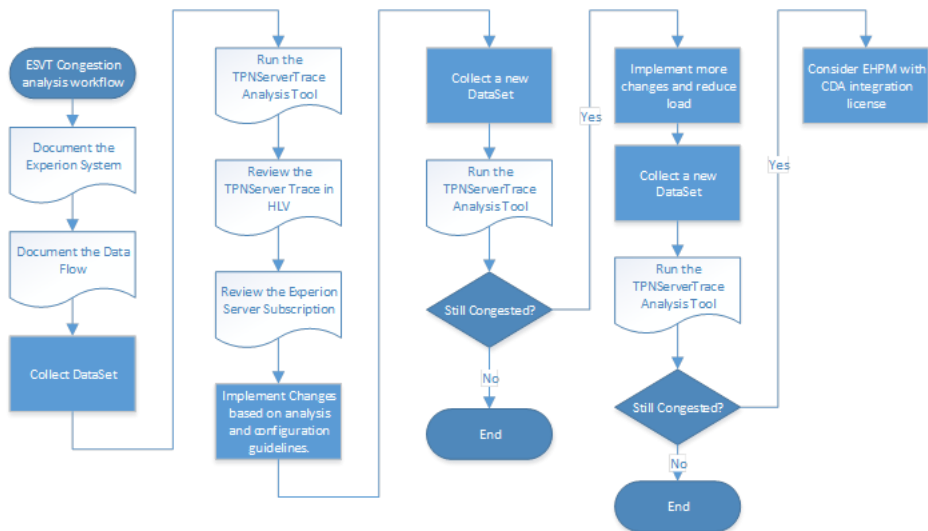 ESVT Congestion
analysis workflow
Document the
Experion System
Document the Data
Flow
Collect DataSet
Run the
TPNServerTrace
Analysis Tool
Review the
TPNServer Trace in
HLV
Review the Experion
Server Subscription
Implement Changes
based on analysis
and configuration
guidelines.
Collect a new
DataSet
Run the
TPNServerTrace
Analysis Tool
Still Congested?
Yes
No
End
Implement more
changes and reduce
load
Collect a new
DataSet
Run the
TPNServerTrace
Analysis Tool
Still Congested?
Yes
No
End
Consider EHPM with
CDA integration
license